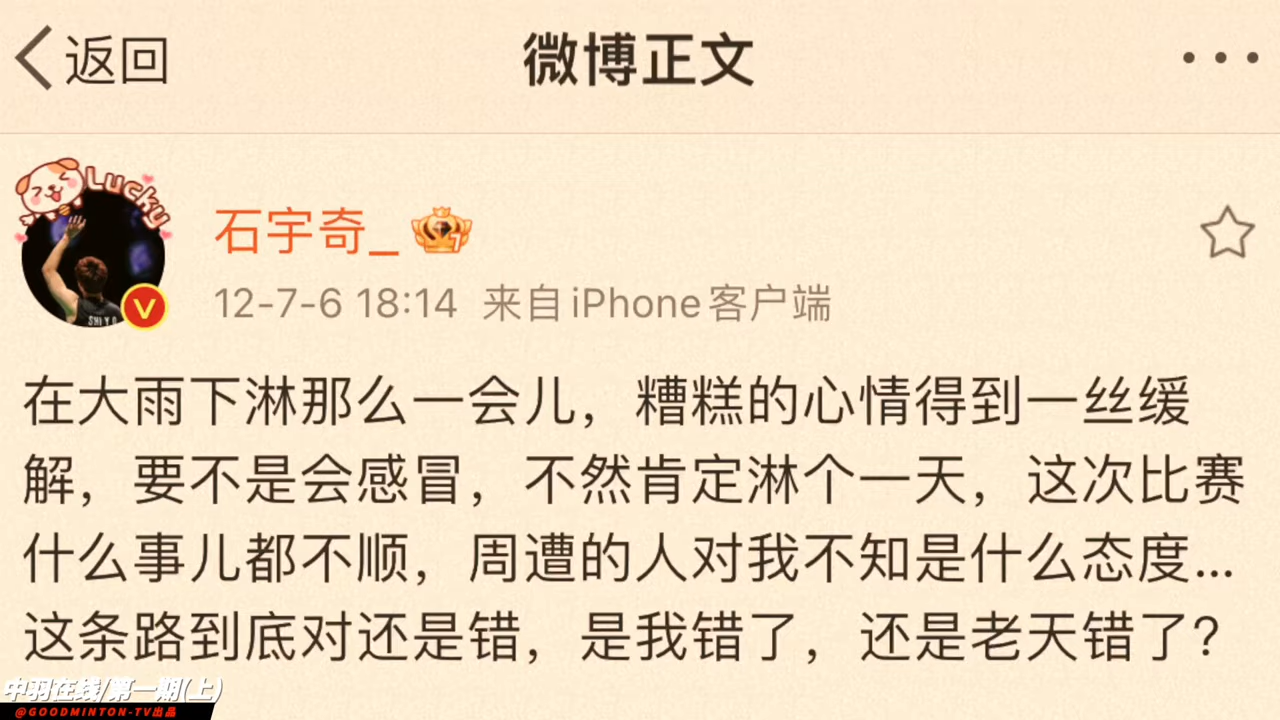 返回
微博正文
Lucky
石宇奇_
1
12-7-6 18:14 来自iPhone客户端
在大雨下淋那么一会儿，糟糕的心情得到一丝缓
解，要不是会感冒，不然肯定淋个一天，这次比赛
什么事儿都不顺，周遭的人对我不知是什么态度...
这条路到底对还是错，是我错了，还是老天错了？
中羽在线/第一期(上)
@GOODMINTON-TV出品